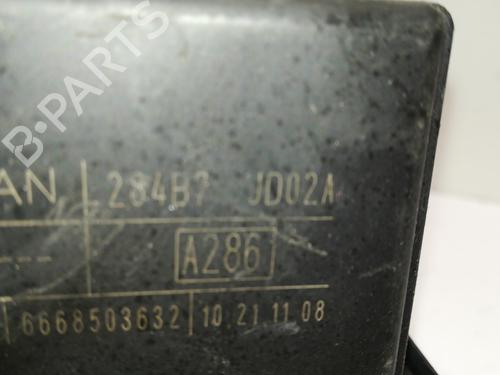 B-PARTS
AN 284B7 JD02A
--- A286
6668503632 10.21 11 08